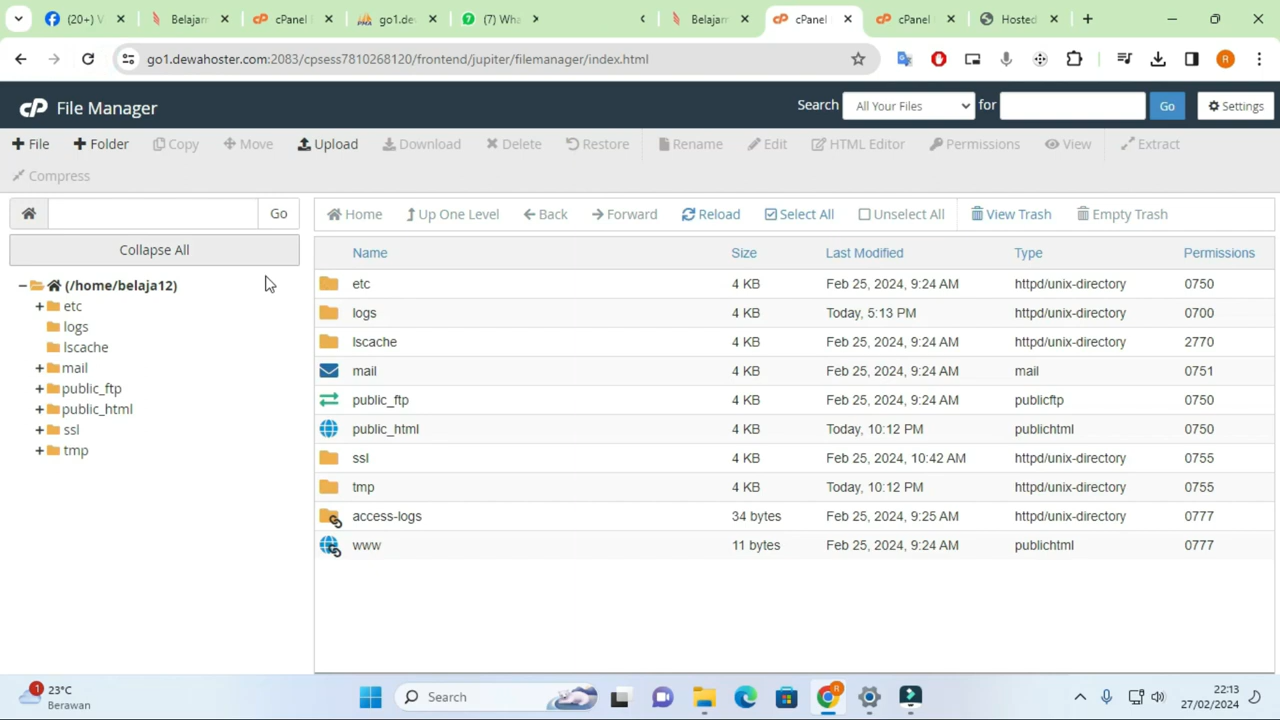 (20+) V
Belajar
cPanel
go1.de
(7) Wha
Belajar
cPanel
cPanel
Hosted
go1.dewahoster.com:2083/cpsess7810268120/frontend/jupiter/filemanager/index.html
R
cP File Manager
Search All Your Files for Go Settings
File Folder Copy Move Upload Download Delete Restore Rename Edit HTML Editor Permissions View Extract
Compress
Go
Home Up One Level Back Forward Reload Select All Unselect All View Trash Empty Trash
Collapse All
(/home/belaja12)
etc
logs
lscache
mail
public_ftp
public_html
ssl
tmp
Name Size Last Modified Type Permissions
etc 4 KB Feb 25, 2024, 9:24 AM httpd/unix-directory 0750
logs 4 KB Today, 5:13 PM httpd/unix-directory 0700
lscache 4 KB Feb 25, 2024, 9:24 AM httpd/unix-directory 2770
mail 4 KB Feb 25, 2024, 9:24 AM mail 0751
public_ftp 4 KB Feb 25, 2024, 9:24 AM publicftp 0750
public_html 4 KB Today, 10:12 PM publichtml 0750
ssl 4 KB Feb 25, 2024, 10:42 AM httpd/unix-directory 0755
tmp 4 KB Today, 10:12 PM httpd/unix-directory 0755
access-logs 34 bytes Feb 25, 2024, 9:25 AM httpd/unix-directory 0777
www 11 bytes Feb 25, 2024, 9:24 AM publichtml 0777
1
23°C
Berawan
Search
R
22:13
27/02/2024